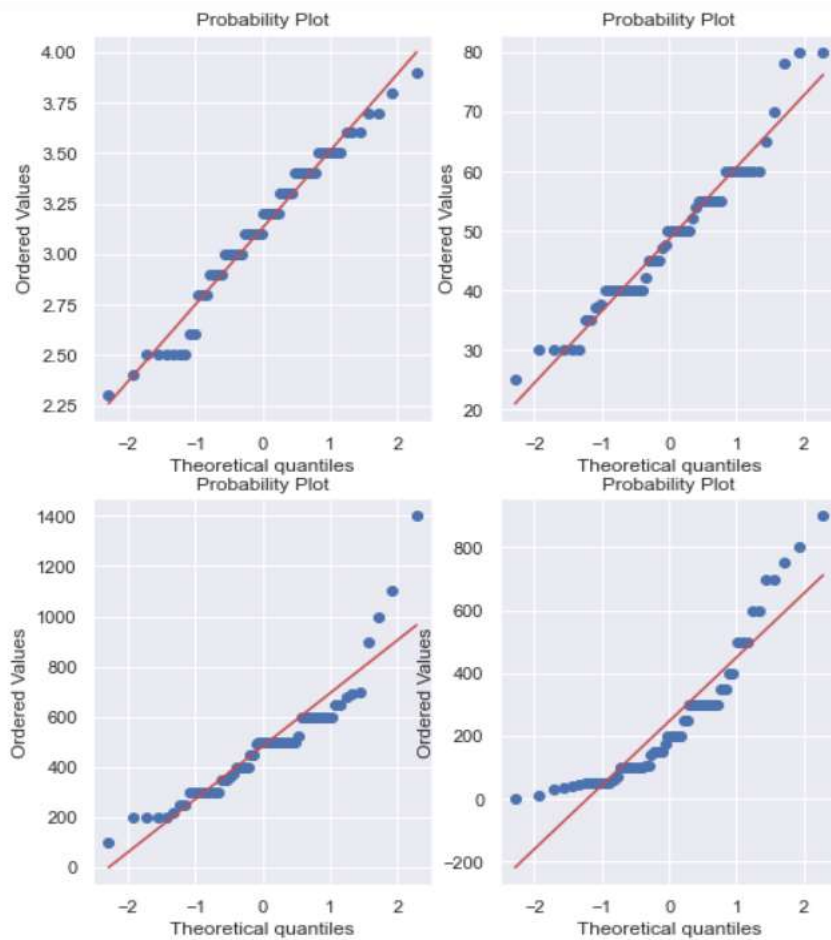 Probability Plot
Ordered Values
4.00
3.75
3.50
3.25
3.00
2.75
2.50
2.25
−2 −1 0 1 2
Theoretical quantiles
Probability Plot
Ordered Values
80
70
60
50
40
30
20
−2 −1 0 1 2
Theoretical quantiles
Probability Plot
Ordered Values
1400
1200
1000
800
600
400
200
0
−2 −1 0 1 2
Theoretical quantiles
Probability Plot
Ordered Values
800
600
400
200
0
−200
−2 −1 0 1 2
Theoretical quantiles